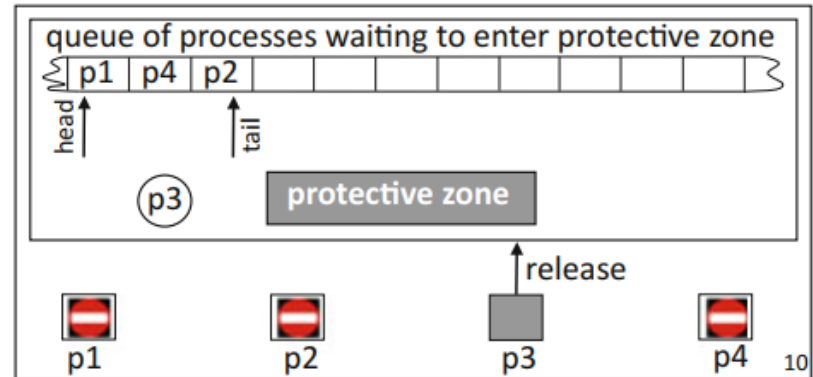 queue of processes waiting to enter protective zone
p1 p4 p2
head tail
p3 protective zone
release
p1 p2 p3 p4 10